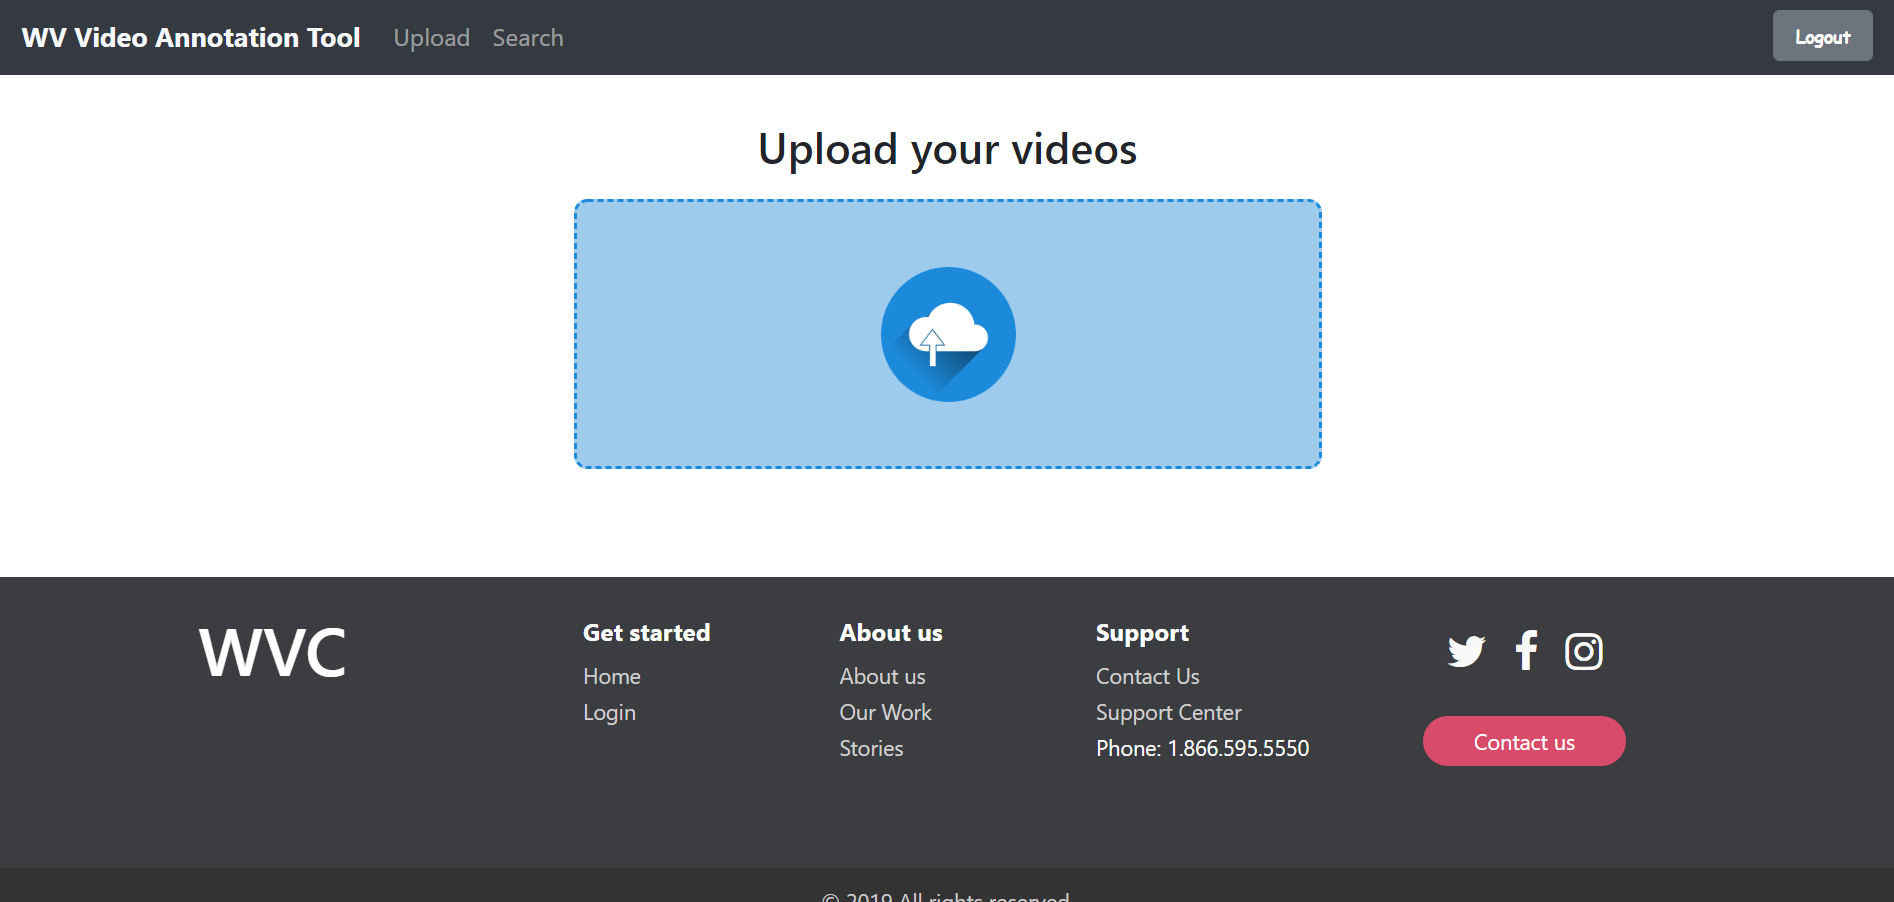 WV Video Annotation Tool Upload Search Logout
Upload your videos
WVC
Get started
Home
Login
About us
About us
Our Work
Stories
Support
Contact Us
Support Center
Phone: 1.866.595.5550
Contact us
© 2019 All rights reserved